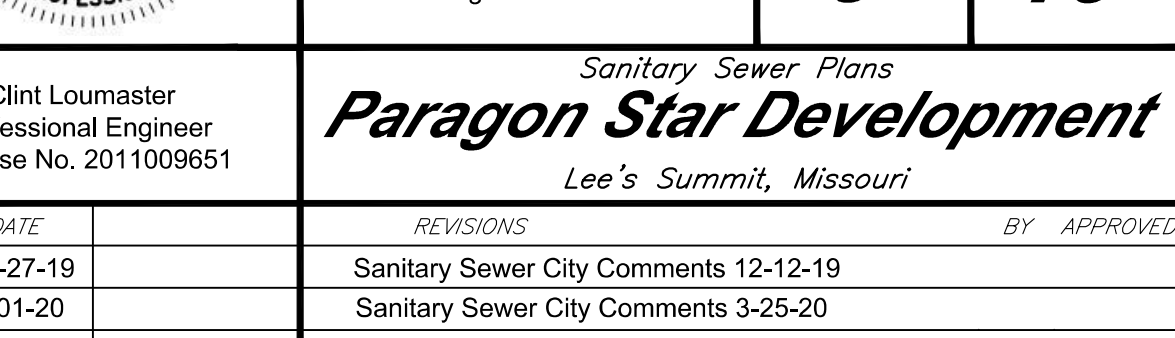 Sanitary Sewer Plans
Paragon Star Development
Lee's Summit, Missouri
Clint Loumaster
essional Engineer
se No. 2011009651
DATE REVISIONS BY APPROVED
-27-19 Sanitary Sewer City Comments 12-12-19
01-20 Sanitary Sewer City Comments 3-25-20